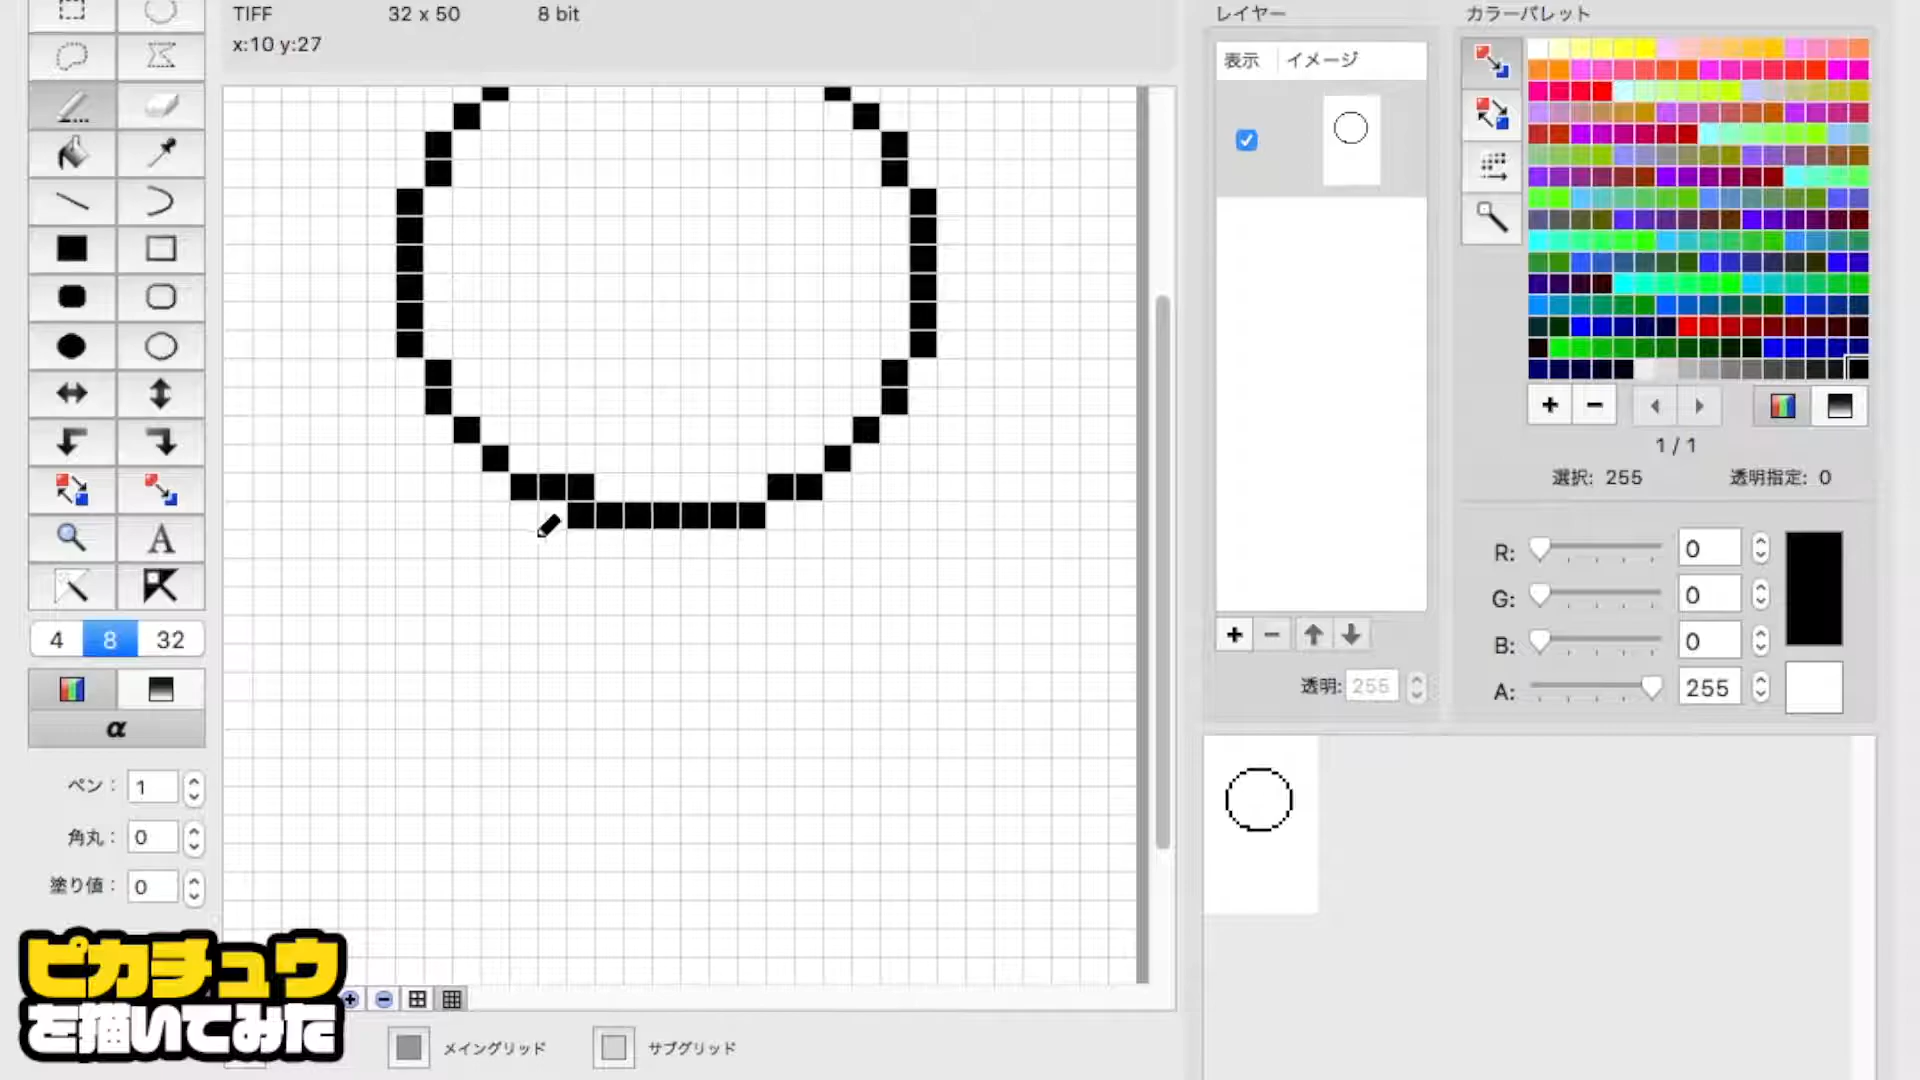 TIFF 32 x 50 8 bit
x:10 y:27
レイヤー
表示 イメージ
カラーパレット
1 / 1
選択: 255 透明指定: 0
R: 0
G: 0
B: 0
A: 255
透明: 255
A
4 8 32
α
ペン: 1
角丸: 0
塗り値: 0
メイングリッド サブグリッド
ピカチュウ
を描いてみた